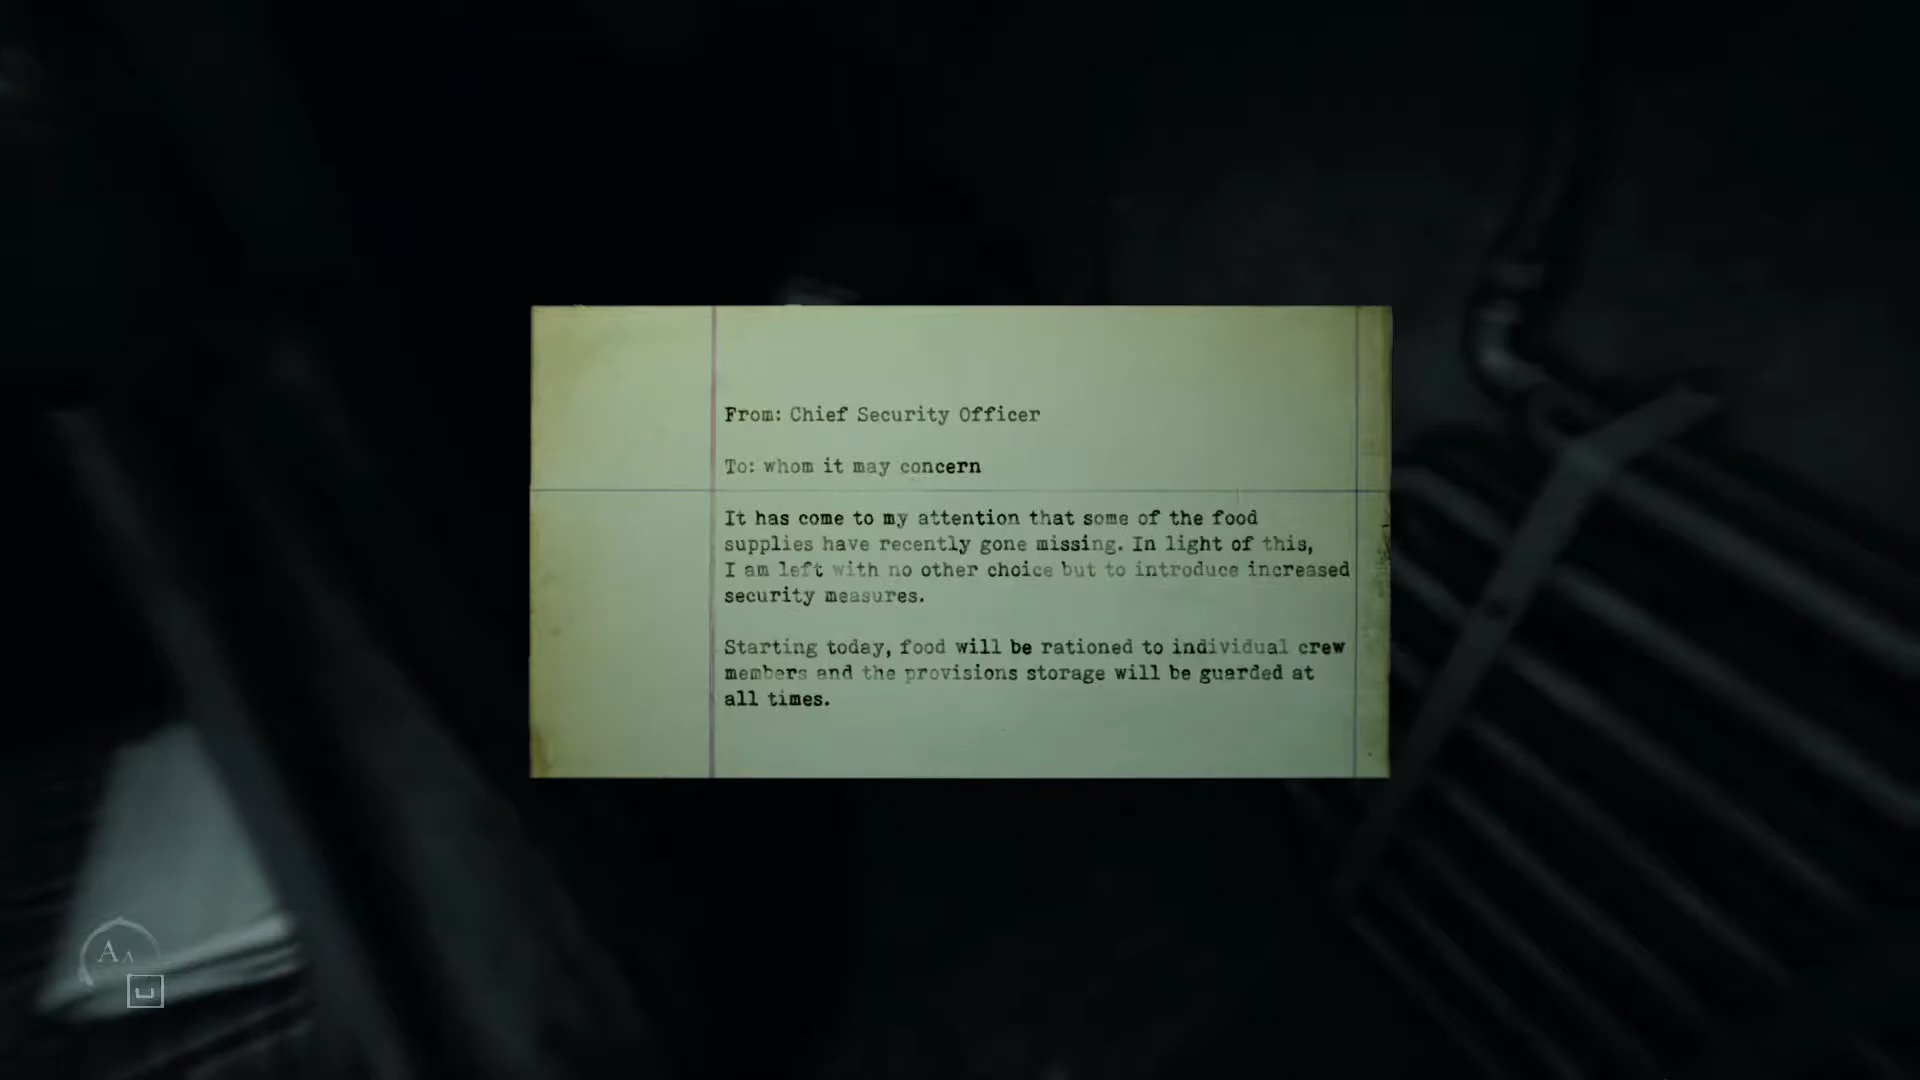 From: Chief Security Officer
To: whom it may concern
It has come to my attention that some of the food
supplies have recently gone missing. In light of this,
I am left with no other choice but to introduce increased
security measures.
Starting today, food will be rationed to individual crew
members and the provisions storage will be guarded at
all times.
AA